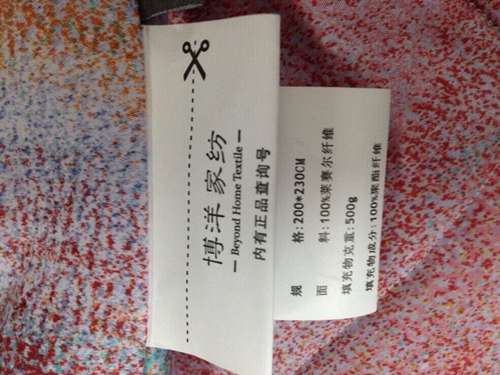 博洋家纺
— Beyond Home Textile —
内有正品查询号
规 格:200*230CM
面 料:100%莱赛尔纤维
填充物克重:500g
填充物成分:100%聚酯纤维